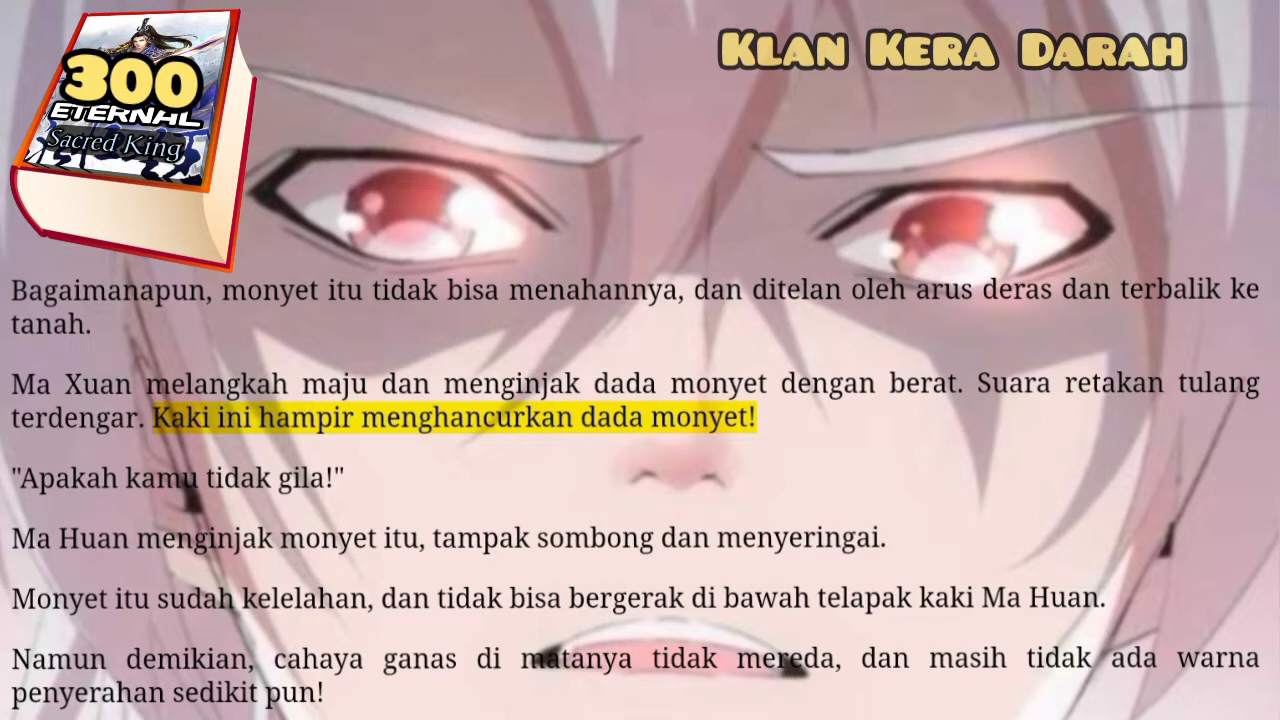 300
ETERNAL
Sacred King
Klan Kera Darah
Bagaimanapun, monyet itu tidak bisa menahannya, dan ditelan oleh arus deras dan terbalik ke
tanah.
Ma Xuan melangkah maju dan menginjak dada monyet dengan berat. Suara retakan tulang
terdengar. Kaki ini hampir menghancurkan dada monyet!
"Apakah kamu tidak gila!"
Ma Huan menginjak monyet itu, tampak sombong dan menyeringai.
Monyet itu sudah kelelahan, dan tidak bisa bergerak di bawah telapak kaki Ma Huan.
Namun demikian, cahaya ganas di matanya tidak mereda, dan masih tidak ada warna
penyerahan sedikit pun!